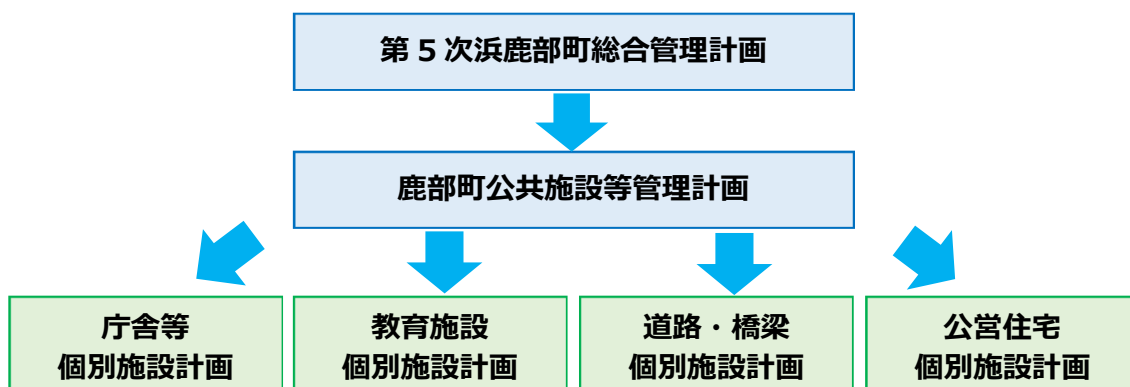 第 5 次浜鹿部町総合管理計画
鹿部町公共施設等管理計画
庁舎等
個別施設計画
教育施設
個別施設計画
道路・橋梁
個別施設計画
公営住宅
個別施設計画